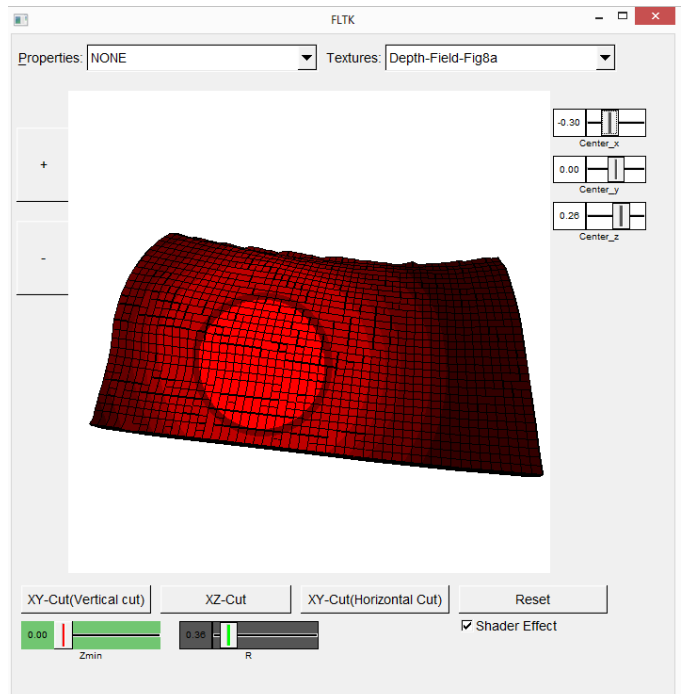 FLTK
Properties: NONE Textures: Depth-Field-Fig8a
-0.30
Center_x
+
0.00
Center_y
0.26
Center_z
-
XY-Cut(Vertical cut) XZ-Cut XY-Cut(Horizontal Cut) Reset
0.00 0.36 Shader Effect
Zmin R